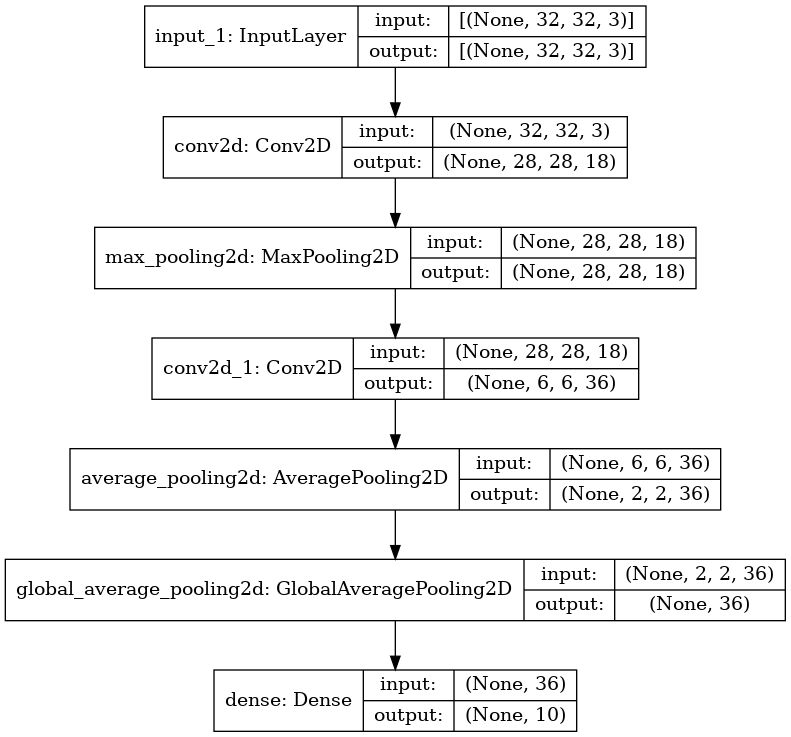 input_1: InputLayer
input:
[(None, 32, 32, 3)]
output:
[(None, 32, 32, 3)]
conv2d: Conv2D
input:
(None, 32, 32, 3)
output:
(None, 28, 28, 18)
max_pooling2d: MaxPooling2D
input:
(None, 28, 28, 18)
output:
(None, 28, 28, 18)
conv2d_1: Conv2D
input:
(None, 28, 28, 18)
output:
(None, 6, 6, 36)
average_pooling2d: AveragePooling2D
input:
(None, 6, 6, 36)
output:
(None, 2, 2, 36)
global_average_pooling2d: GlobalAveragePooling2D
input:
(None, 2, 2, 36)
output:
(None, 36)
dense: Dense
input:
(None, 36)
output:
(None, 10)